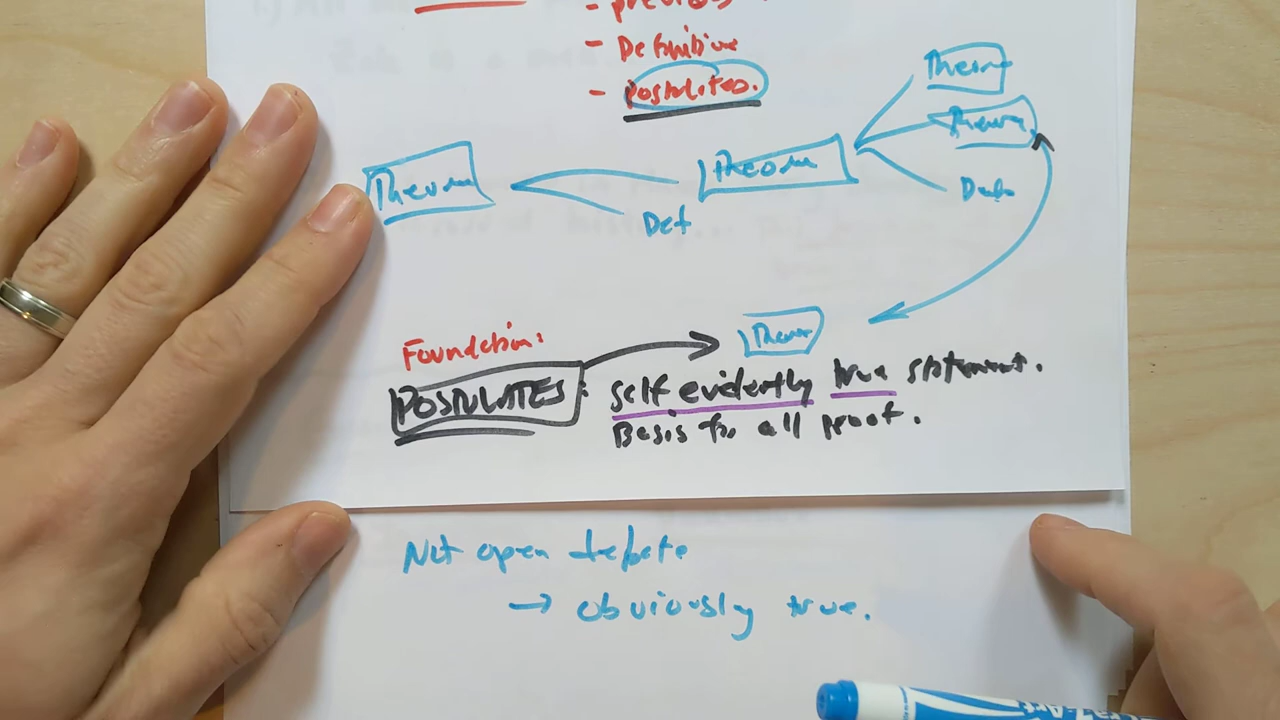 - previous
- Definitive
- Postulates.
Theorem
Theorem
Theorem
Theorem
Def
Foundation:
Theorem
POSTULATES: self evidently true statement.
Basis for all proof.
Not open debate
→ obviously true.